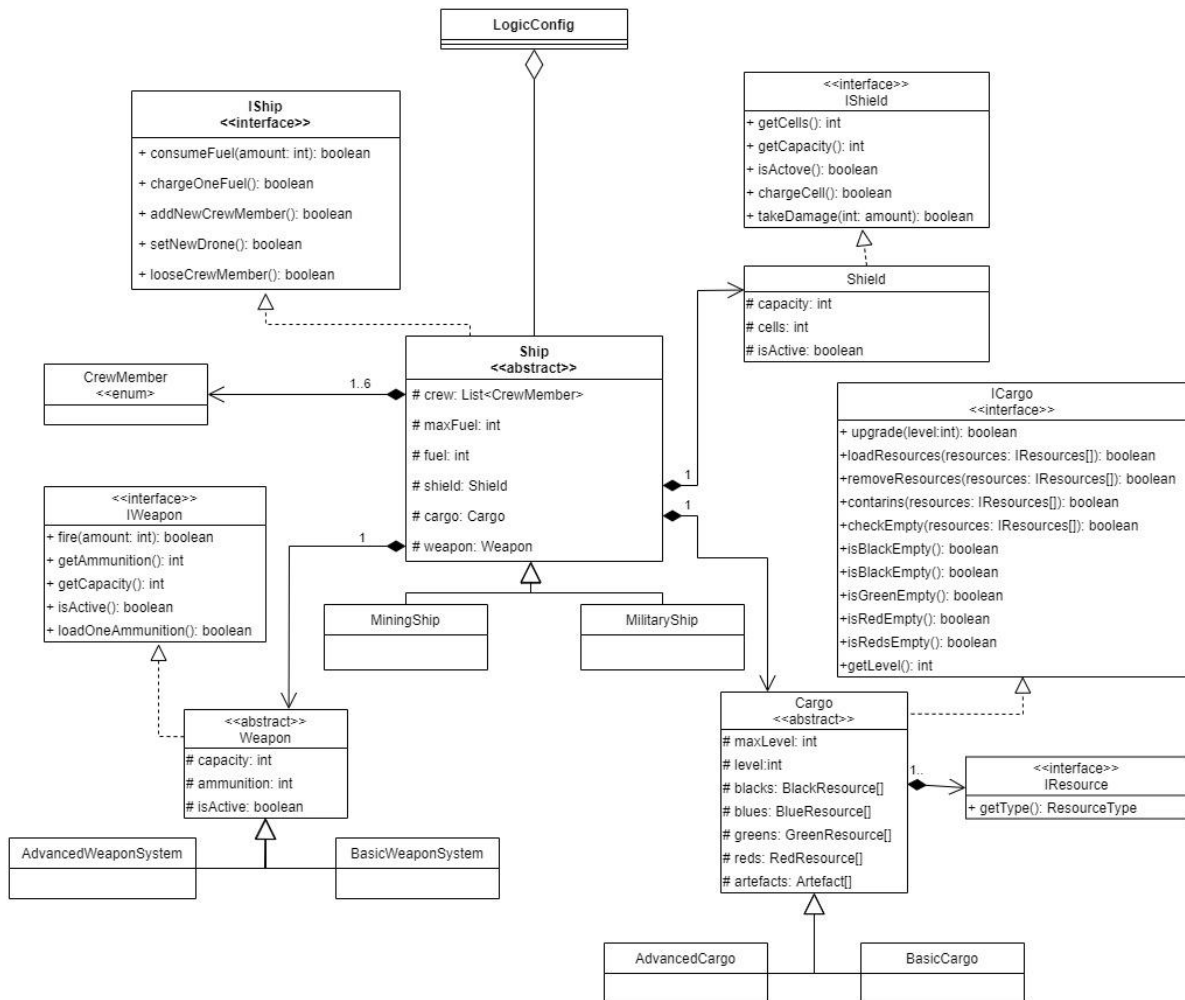 LogicConfig
IShip
<<interface>>
+ consumeFuel(amount: int): boolean
+ chargeOneFuel(): boolean
+ addNewCrewMember(): boolean
+ setNewDrone(): boolean
+ looseCrewMember(): boolean
<<interface>>
IShield
+ getCells(): int
+ getCapacity(): int
+ isActove(): boolean
+ chargeCell(): boolean
+ takeDamage(int: amount): boolean
Shield
# capacity: int
# cells: int
# isActive: boolean
Ship
<<abstract>>
# crew: List<CrewMember>
# maxFuel: int
# fuel: int
# shield: Shield
# cargo: Cargo
# weapon: Weapon
1..6
1
1
1
CrewMember
<<enum>>
ICargo
<<interface>>
+ upgrade(level:int): boolean
+loadResources(resources: IResources[]): boolean
+removeResources(resources: IResources[]): boolean
+contarins(resources: IResources[]): boolean
+checkEmpty(resources: IResources[]): boolean
+isBlackEmpty(): boolean
+isBlackEmpty(): boolean
+isGreenEmpty(): boolean
+isRedEmpty(): boolean
+isRedsEmpty(): boolean
+getLevel(): int
<<interface>>
IWeapon
+ fire(amount: int): boolean
+ getAmmunition(): int
+ getCapacity(): int
+ isActive(): boolean
+ loadOneAmmunition(): boolean
MiningShip
MilitaryShip
<<abstract>>
Weapon
# capacity: int
# ammunition: int
# isActive: boolean
Cargo
<<abstract>>
# maxLevel: int
# level:int
# blacks: BlackResource[]
# blues: BlueResource[]
# greens: GreenResource[]
# reds: RedResource[]
# artefacts: Artefact[]
1..
<<interface>>
IResource
+ getType(): ResourceType
AdvancedWeaponSystem
BasicWeaponSystem
AdvancedCargo
BasicCargo